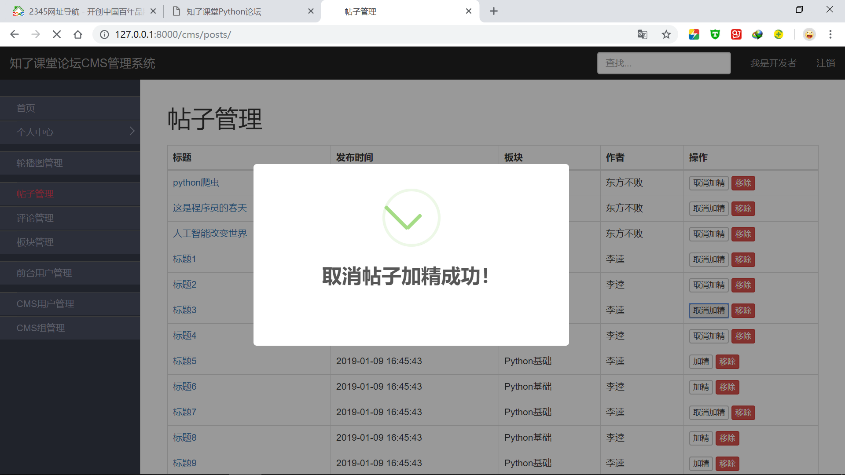 2345网址导航 - 开创中国百年品
知了课堂Python论坛
帖子管理
127.0.0.1:8000/cms/posts/
知了课堂论坛CMS管理系统
查找...
我是开发者
注销
首页
个人中心
轮播图管理
帖子管理
评论管理
板块管理
前台用户管理
CMS用户管理
CMS组管理
帖子管理
标题 发布时间 板块 作者 操作
python爬虫 东方不败 取消加精 移除
这是程序员的春天 东方不败 取消加精 移除
人工智能改变世界 东方不败 取消加精 移除
标题1 李逵 取消加精 移除
标题2 李逵 取消加精 移除
标题3 李逵 取消加精 移除
标题4 李逵 取消加精 移除
标题5 2019-01-09 16:45:43 Python基础 李逵 加精 移除
标题6 2019-01-09 16:45:43 Python基础 李逵 加精 移除
标题7 2019-01-09 16:45:43 Python基础 李逵 取消加精 移除
标题8 2019-01-09 16:45:43 Python基础 李逵 加精 移除
标题9 2019-01-09 16:45:43 Python基础 李逵 加精 移除
取消帖子加精成功！